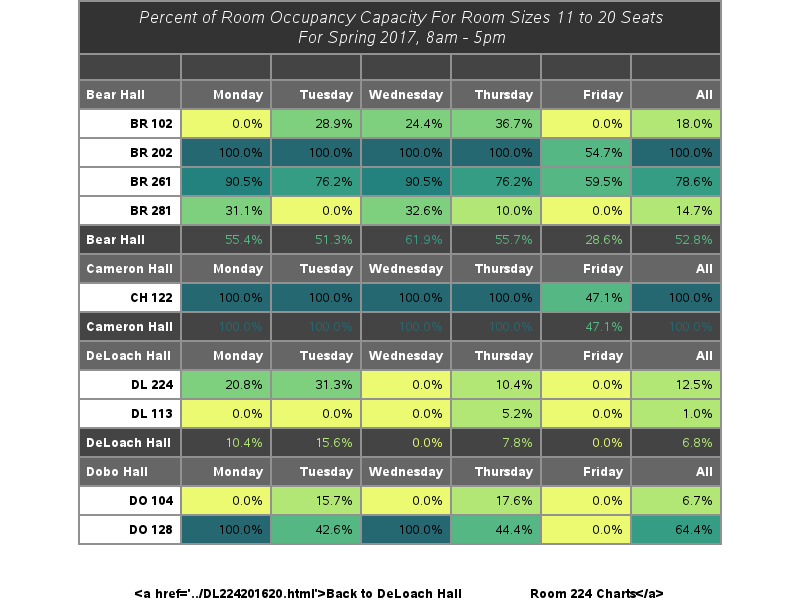 Percent of Room Occupancy Capacity For Room Sizes 11 to 20 Seats
For Spring 2017, 8am - 5pm
Bear Hall Monday Tuesday Wednesday Thursday Friday All
BR 102 0.0% 28.9% 24.4% 36.7% 0.0% 18.0%
BR 202 100.0% 100.0% 100.0% 100.0% 54.7% 100.0%
BR 261 90.5% 76.2% 90.5% 76.2% 59.5% 78.6%
BR 281 31.1% 0.0% 32.6% 10.0% 0.0% 14.7%
Bear Hall 55.4% 51.3% 61.9% 55.7% 28.6% 52.8%
Cameron Hall Monday Tuesday Wednesday Thursday Friday All
CH 122 100.0% 100.0% 100.0% 100.0% 47.1% 100.0%
Cameron Hall 100.0% 100.0% 100.0% 100.0% 47.1% 100.0%
DeLoach Hall Monday Tuesday Wednesday Thursday Friday All
DL 224 20.8% 31.3% 0.0% 10.4% 0.0% 12.5%
DL 113 0.0% 0.0% 0.0% 5.2% 0.0% 1.0%
DeLoach Hall 10.4% 15.6% 0.0% 7.8% 0.0% 6.8%
Dobo Hall Monday Tuesday Wednesday Thursday Friday All
DO 104 0.0% 15.7% 0.0% 17.6% 0.0% 6.7%
DO 128 100.0% 42.6% 100.0% 44.4% 0.0% 64.4%
<a href='../DL224201620.html'>Back to DeLoach Hall Room 224 Charts</a>